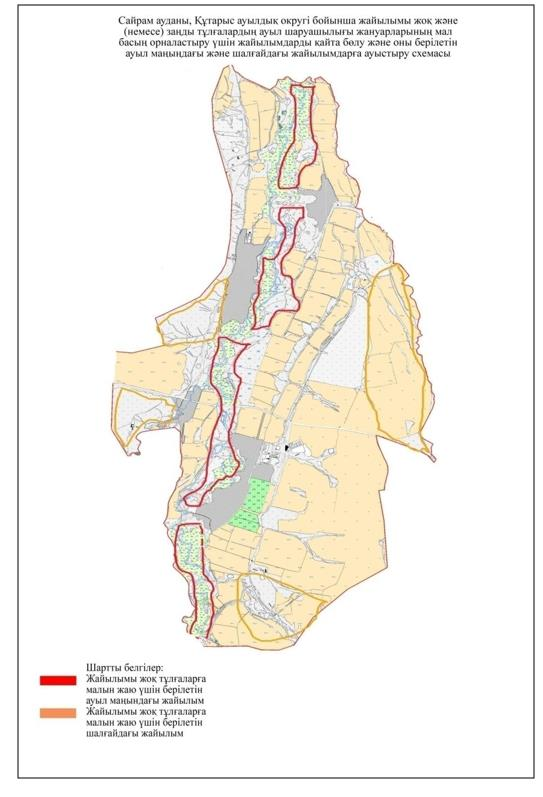 Сайрам ауданы, Құтарыс ауылдық округі бойынша жайылымы жоқ және
(немесе) заңды тұлғалардың ауыл шаруашылығы жануарларының мал
басын орналастыру үшін жайылымдарды қайта бөлу және оны берілетін
ауыл маңындағы және шалғайдағы жайылымдарға ауыстыру схемасы
Шартты белгілер:
Жайылымы жоқ тұлғаларға
малын жаю үшін берілетін
ауыл маңындағы жайылым
Жайылымы жоқ тұлғаларға
малын жаю үшін берілетін
шалғайдағы жайылым